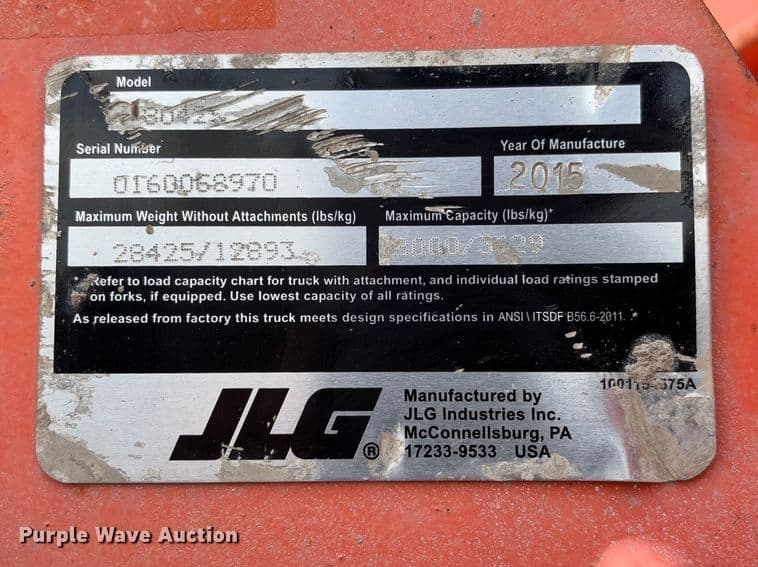 Model
Serial Number
Year Of Manufacture
0160068970
2015
Maximum Weight Without Attachments (lbs/kg)
Maximum Capacity (lbs/kg)*
28425/12893
*Refer to load capacity chart for truck with attachment, and individual load ratings stamped
on forks, if equipped. Use lowest capacity of all ratings.
As released from factory this truck meets design specifications in ANSI \ ITSDF B56.6-2011.
JLG®
Manufactured by
JLG Industries Inc.
McConnellsburg, PA
17233-9533 USA
Purple Wave Auction